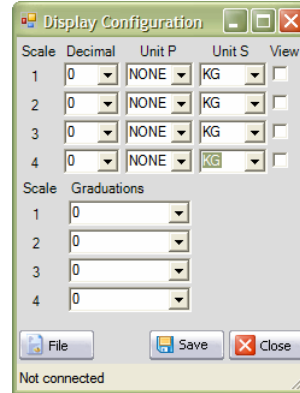 Display Configuration
Scale Decimal Unit P Unit S View
1 0 NONE KG
2 0 NONE KG
3 0 NONE KG
4 0 NONE KG
Scale Graduations
1 0
2 0
3 0
4 0
File Save Close
Not connected